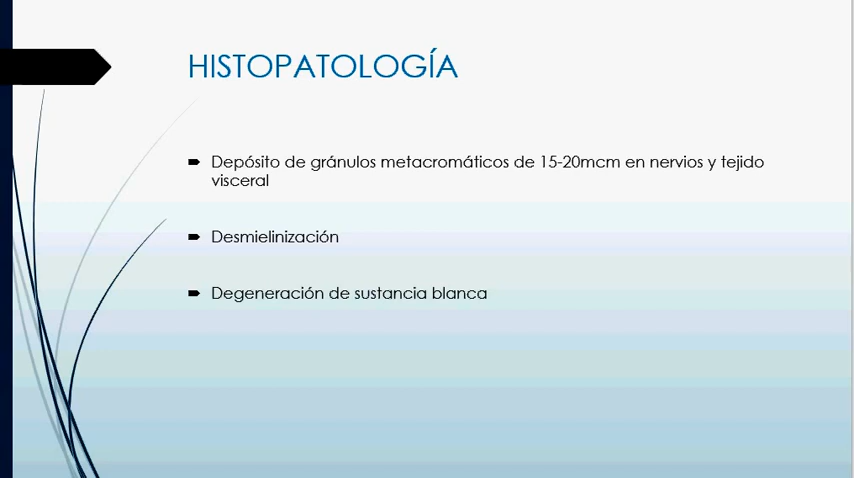 HISTOPATOLOGÍA
Depósito de gránulos metacromáticos de 15-20mcm en nervios y tejido
visceral
Desmielinización
Degeneración de sustancia blanca